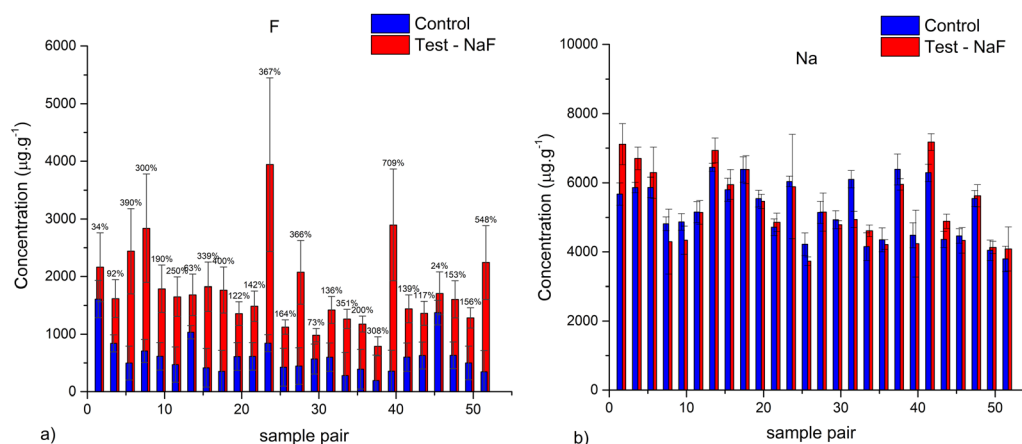 F
Control
Test - NaF
6000
5000
4000
3000
2000
1000
0
Concentration (µg.g-1)
34%
92%
390%
300%
190%
250%
63%
339%
400%
122%
142%
367%
164%
366%
73%
136%
351%
200%
308%
709%
139%
117%
24%
153%
156%
548%
0 10 20 30 40 50
sample pair
a)
Na
Control
Test - NaF
10000
8000
6000
4000
2000
0
Concentration (µg.g-1)
0 10 20 30 40 50
sample pair
b)